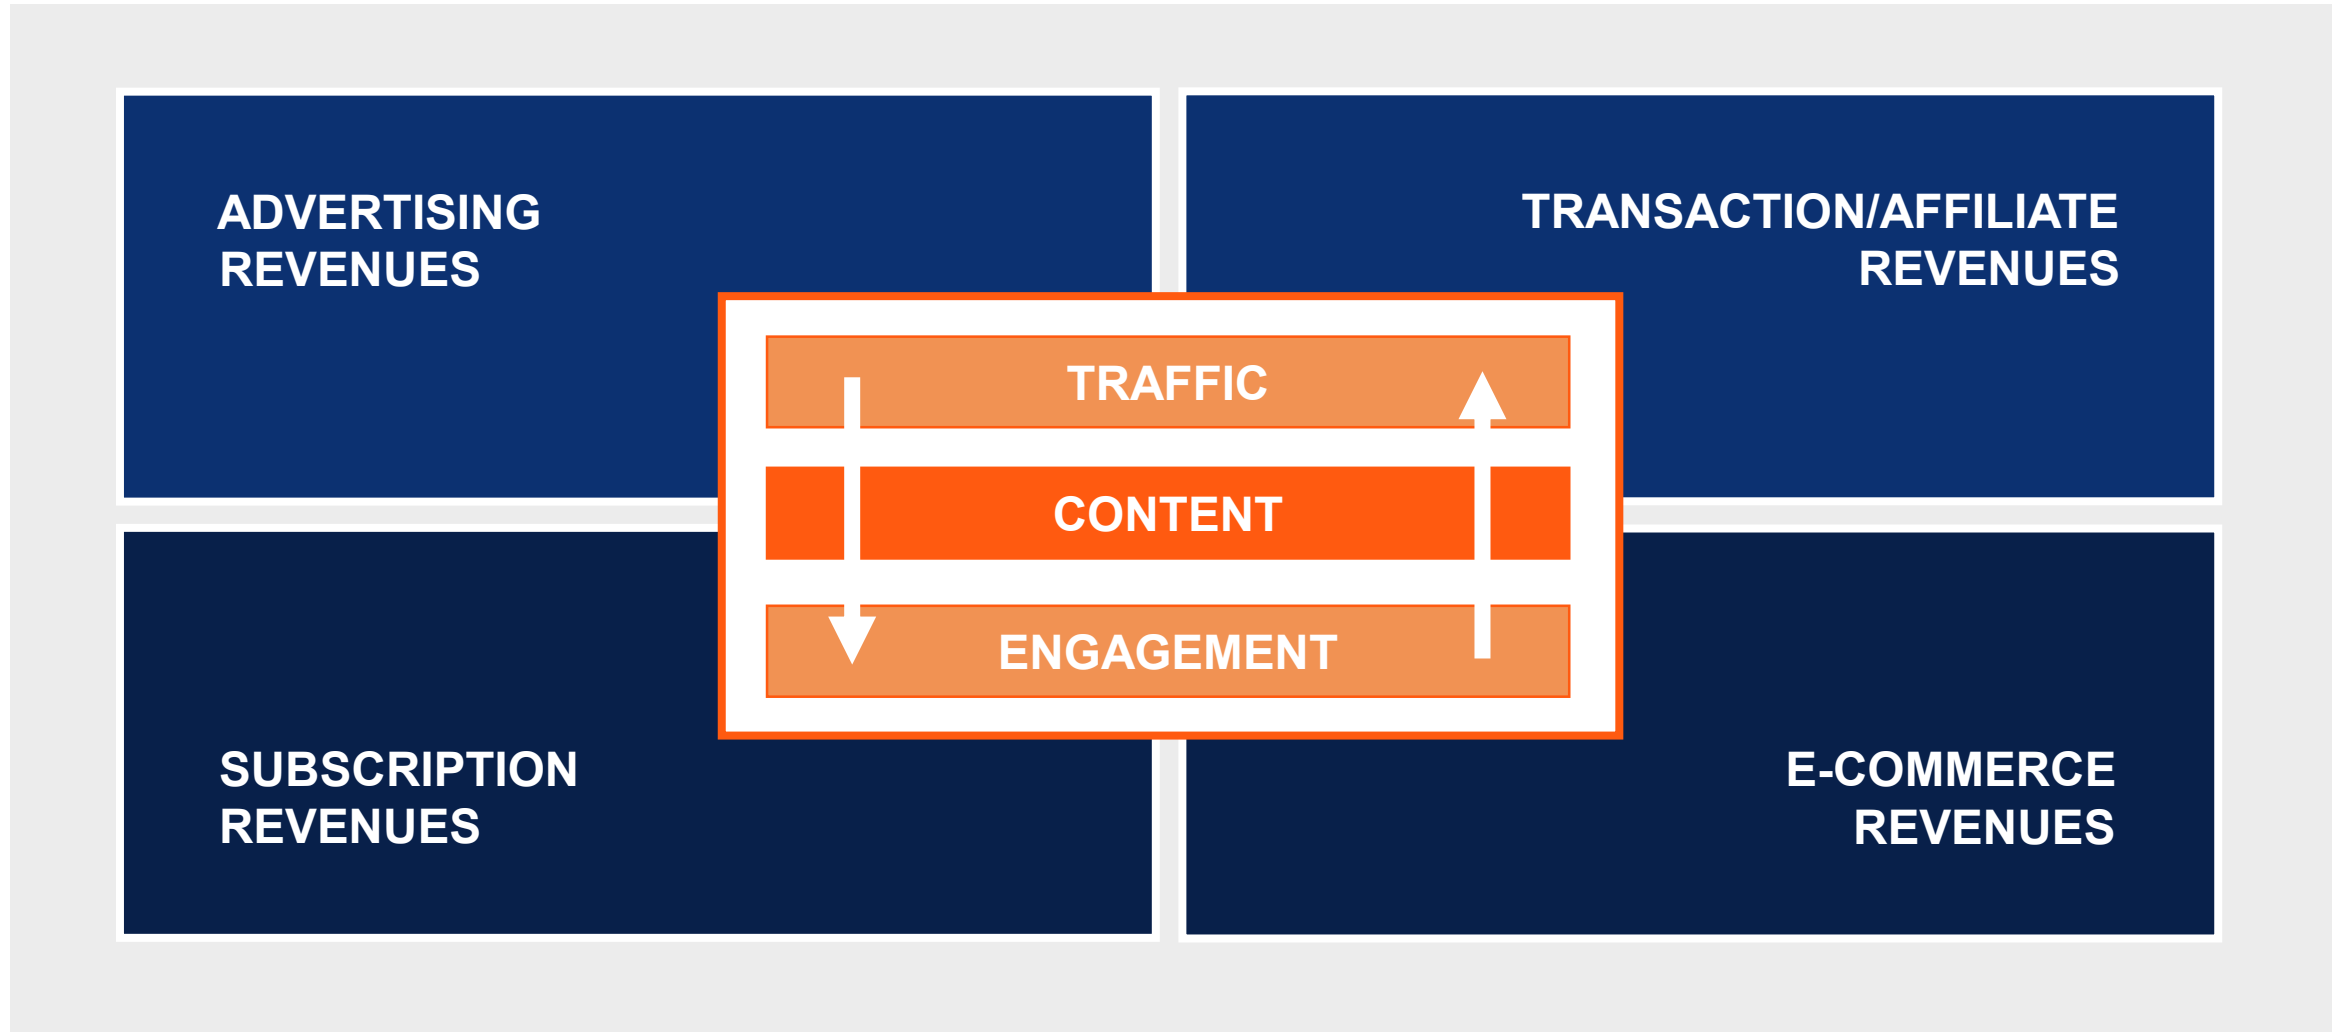 ADVERTISING
REVENUES
TRANSACTION/AFFILIATE
REVENUES
TRAFFIC
CONTENT
ENGAGEMENT
SUBSCRIPTION
REVENUES
E-COMMERCE
REVENUES